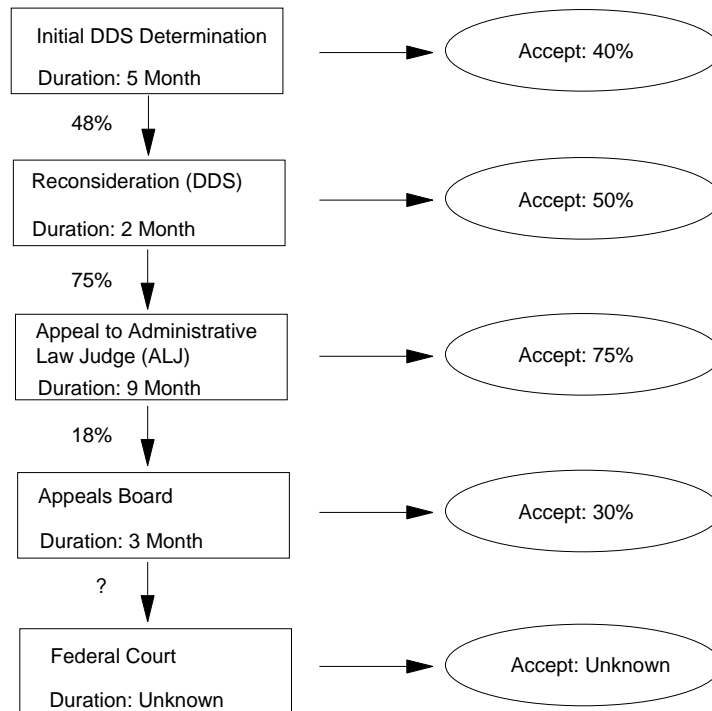 Initial DDS Determination
Accept: 40%
Duration: 5 Month
48%
Reconsideration (DDS)
Accept: 50%
Duration: 2 Month
75%
Appeal to Administrative
Law Judge (ALJ)
Accept: 75%
Duration: 9 Month
18%
Appeals Board
Accept: 30%
Duration: 3 Month
?
Federal Court
Accept: Unknown
Duration: Unknown